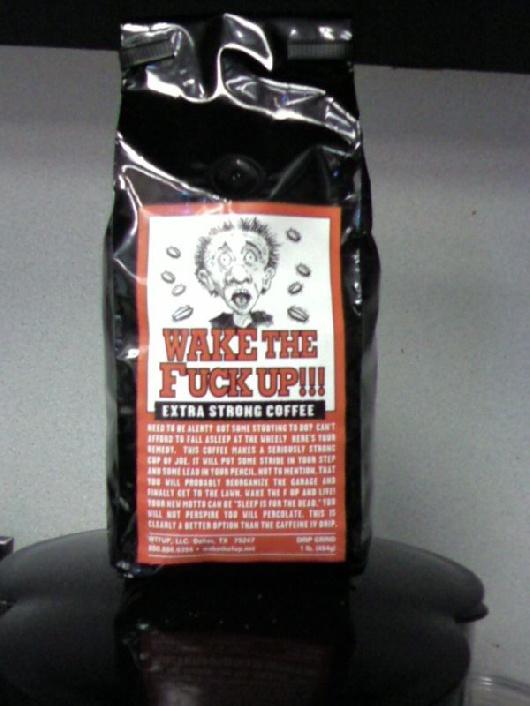 WAKE THE
FUCK UP!!!
EXTRA STRONG COFFEE
NEED TO BE ALERT? GOT SOME STUDYING TO DO? CAN'T
AFFORD TO FALL ASLEEP AT THE WHEEL? HERE'S YOUR
REMEDY. THIS COFFEE MAKES A SERIOUSLY STRONG
CUP OF JOE. IT WILL PUT SOME STRIDE IN YOUR STEP
AND SOME LEAD IN YOUR PENCIL. NOT TO MENTION, THAT
YOU WILL PROBABLY REORGANIZE THE GARAGE AND
FINALLY GET TO THE LAWN. WAKE THE F UP AND LIVE!
YOUR NEW MOTTO CAN BE "SLEEP IS FOR THE DEAD." YOU
WILL NOT PERSPIRE YOU WILL PERCOLATE. THIS IS
CLEARLY A BETTER OPTION THAN THE CAFFEINE IV DRIP.
WTFUP, LLC. Dallas, TX 75247
DRIP GRIND
1 lb. (454g)